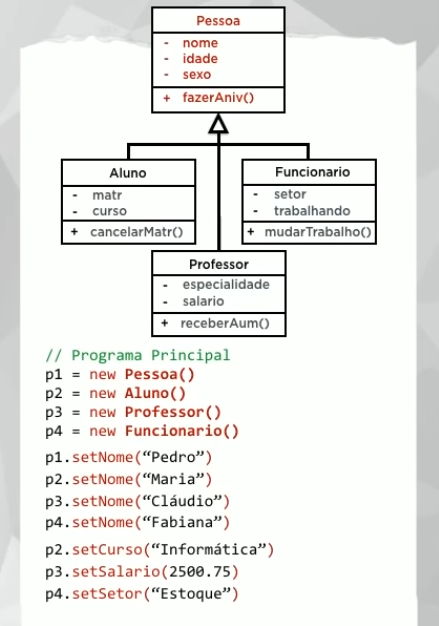 Pessoa
- nome
- idade
- sexo
+ fazerAniv()
Aluno
- matr
- curso
+ cancelarMatr()
Funcionario
- setor
- trabalhando
+ mudarTrabalho()
Professor
- especialidade
- salario
+ receberAum()
// Programa Principal
p1 = new Pessoa()
p2 = new Aluno()
p3 = new Professor()
p4 = new Funcionario()
p1.setNome(“Pedro”)
p2.setNome(“Maria”)
p3.setNome(“Cláudio”)
p4.setNome(“Fabiana”)
p2.setCurso(“Informática”)
p3.setSalario(2500.75)
p4.setSetor(“Estoque”)